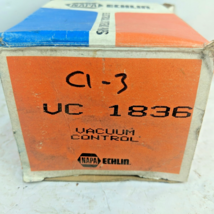 C1-3
VC 1836
VACUUM
CONTROL
NAPA ECHLIN.